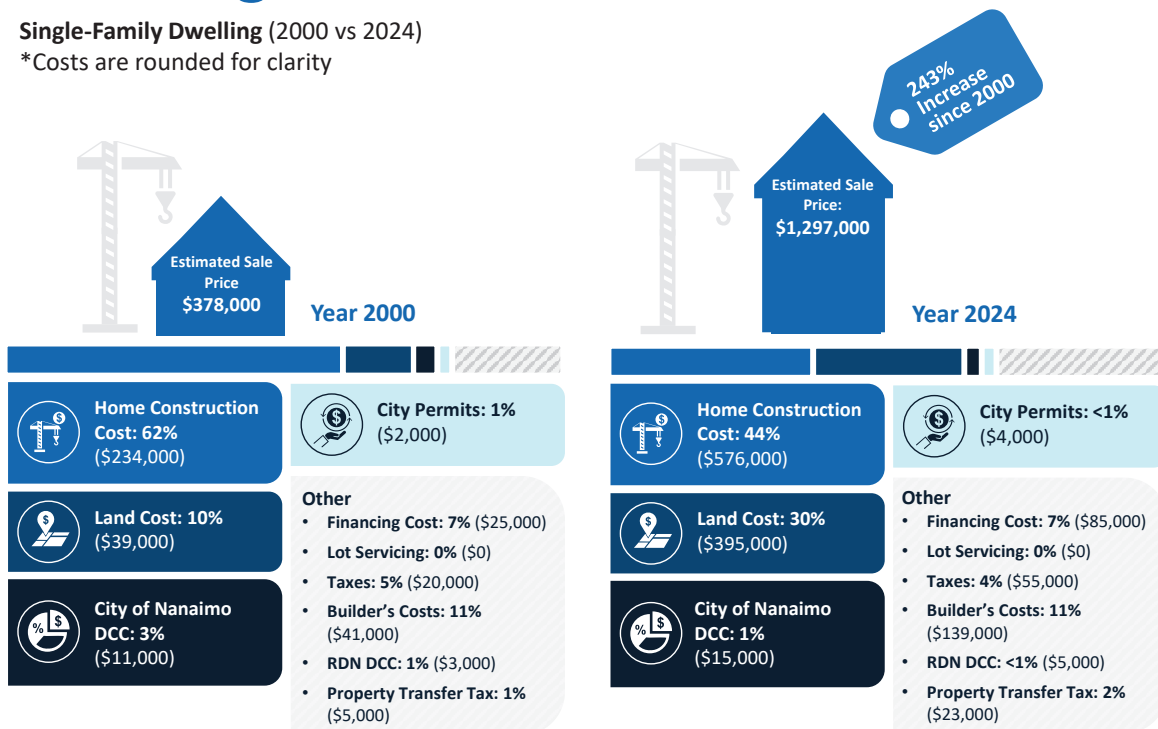 Single-Family Dwelling (2000 vs 2024)
*Costs are rounded for clarity
243%
Increase
since 2000
Estimated Sale
Price
$378,000
Year 2000
Estimated Sale
Price:
$1,297,000
Year 2024
Home Construction
Cost: 62%
($234,000)
Land Cost: 10%
($39,000)
City of Nanaimo
DCC: 3%
($11,000)
City Permits: 1%
($2,000)
Other
• Financing Cost: 7% ($25,000)
• Lot Servicing: 0% ($0)
• Taxes: 5% ($20,000)
• Builder’s Costs: 11%
($41,000)
• RDN DCC: 1% ($3,000)
• Property Transfer Tax: 1%
($5,000)
Home Construction
Cost: 44%
($576,000)
Land Cost: 30%
($395,000)
City of Nanaimo
DCC: 1%
($15,000)
City Permits: <1%
($4,000)
Other
• Financing Cost: 7% ($85,000)
• Lot Servicing: 0% ($0)
• Taxes: 4% ($55,000)
• Builder’s Costs: 11%
($139,000)
• RDN DCC: <1% ($5,000)
• Property Transfer Tax: 2%
($23,000)